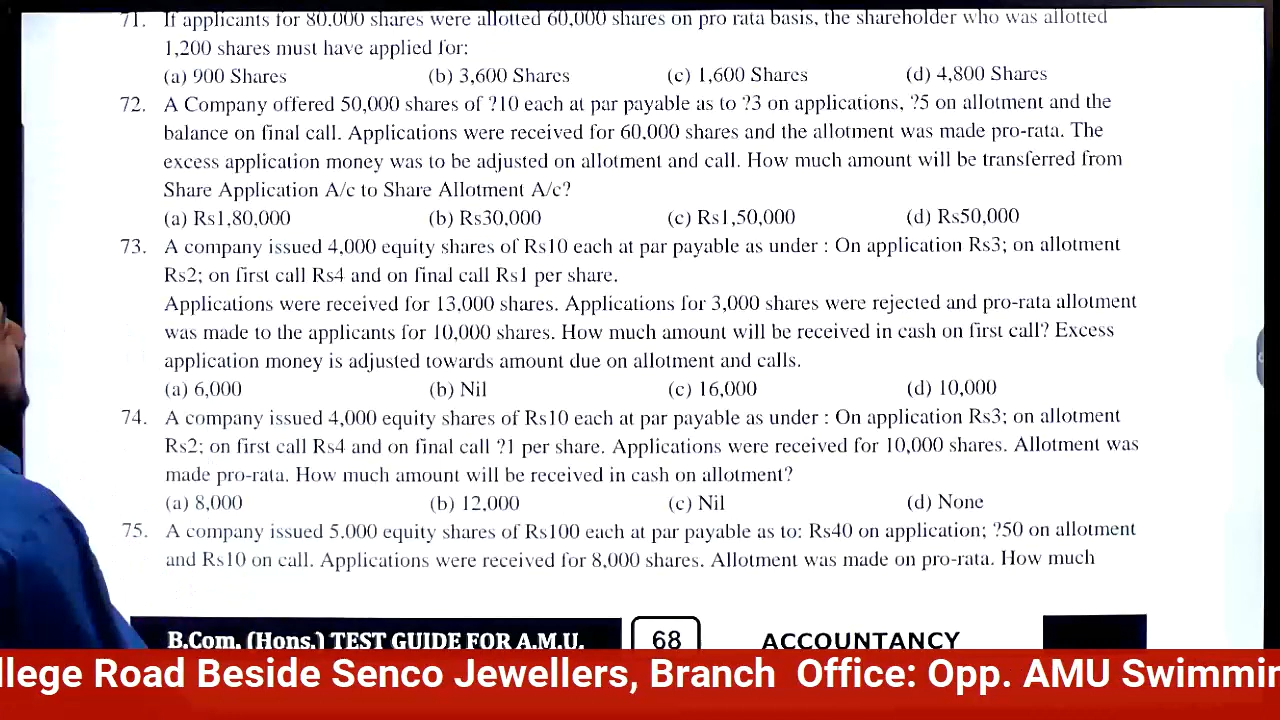 71. If applicants for 80,000 shares were allotted 60,000 shares on pro rata basis, the shareholder who was allotted
1,200 shares must have applied for:
(a) 900 Shares (b) 3,600 Shares (c) 1,600 Shares (d) 4,800 Shares
72. A Company offered 50,000 shares of ?10 each at par payable as to ?3 on applications, ?5 on allotment and the
balance on final call. Applications were received for 60,000 shares and the allotment was made pro-rata. The
excess application money was to be adjusted on allotment and call. How much amount will be transferred from
Share Application A/c to Share Allotment A/c?
(a) Rs1,80,000 (b) Rs30,000 (c) Rs1,50,000 (d) Rs50,000
73. A company issued 4,000 equity shares of Rs10 each at par payable as under : On application Rs3; on allotment
Rs2; on first call Rs4 and on final call Rs1 per share.
Applications were received for 13,000 shares. Applications for 3,000 shares were rejected and pro-rata allotment
was made to the applicants for 10,000 shares. How much amount will be received in cash on first call? Excess
application money is adjusted towards amount due on allotment and calls.
(a) 6,000 (b) Nil (c) 16,000 (d) 10,000
74. A company issued 4,000 equity shares of Rs10 each at par payable as under : On application Rs3; on allotment
Rs2; on first call Rs4 and on final call ?1 per share. Applications were received for 10,000 shares. Allotment was
made pro-rata. How much amount will be received in cash on allotment?
(a) 8,000 (b) 12,000 (c) Nil (d) None
75. A company issued 5.000 equity shares of Rs100 each at par payable as to: Rs40 on application; ?50 on allotment
and Rs10 on call. Applications were received for 8,000 shares. Allotment was made on pro-rata. How much
B.Com. (Hons.) TEST GUIDE FOR A.M.U. 68 ACCOUNTANCY
llege Road Beside Senco Jewellers, Branch Office: Opp. AMU Swimmin